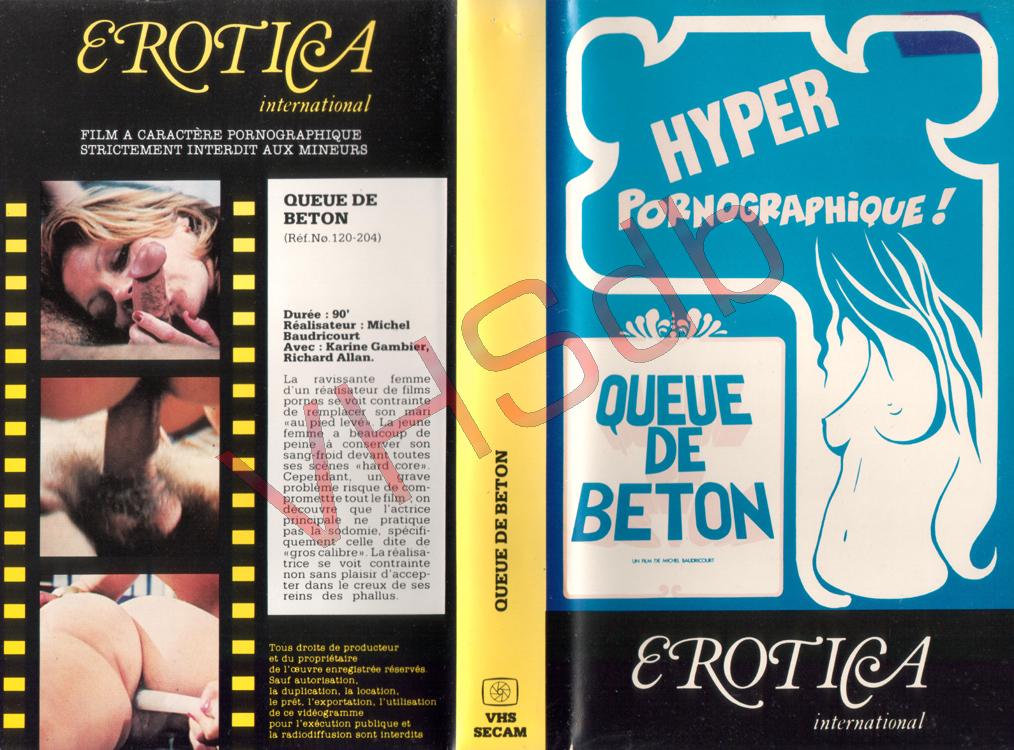 EROTICA
international
FILM A CARACTÈRE PORNOGRAPHIQUE
STRICTEMENT INTERDIT AUX MINEURS
QUEUE DE
BETON
(Réf.Nø.120-204)
Durée : 90'
Réalisateur : Michel
Baudricourt
Avec : Karine Gambier,
Richard Allan.
La ravissante femme
d'un réalisateur de films
pornos se voit contrainte
de remplacer son mari
«au pied levé». La jeune
femme a beaucoup de
peine à conserver son
sang-froid devant toutes
ses scènes «hard core».
Cependant, un grave
problème risque de com-
promettre tout le film : on
découvre que l'actrice
principale ne pratique
pas la sodomie, spécifi-
quement celle dite de
«gros calibre». La réalisa-
trice se voit contrainte
non sans plaisir d'accep-
ter dans le creux de ses
reins des phallus.
Tous droits de producteur
et du propriétaire
de l'œuvre enregistrée réservés.
Sauf autorisation,
la duplication, la location,
le prêt, l'exportation, l'utilisation
de ce vidéogramme
pour l'exécution publique et
la radiodiffusion sont interdits
QUEUE DE BETON
VHS
SECAM
HYPER
PORNOGRAPHiQUE !
QUEUE
DE
BETON
UN FILM DE MICHEL BAUDRICOURT
EROTICA
international
VHSdb